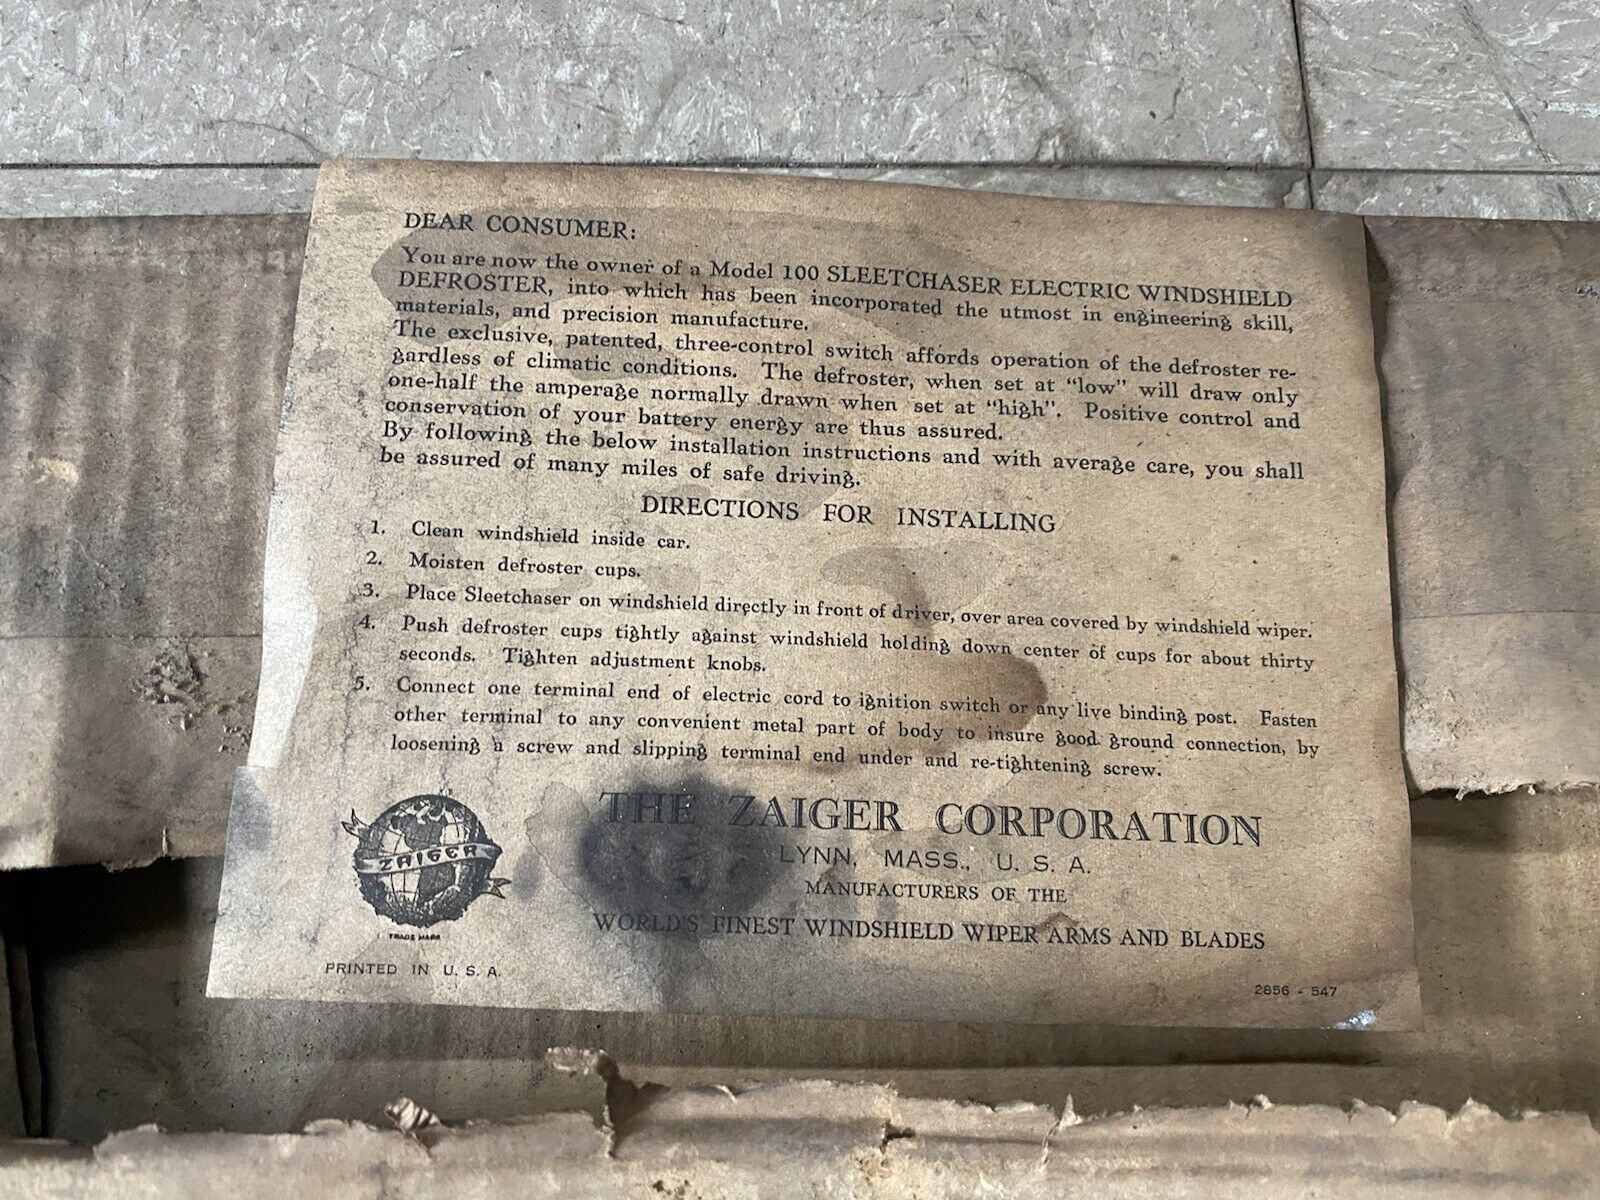 DEAR CONSUMER:
You are now the owner of a Model 100 SLEETCHASER ELECTRIC WINDSHIELD
DEFROSTER, into which has been incorporated the utmost in engineering skill,
materials, and precision manufacture.
The exclusive, patented, three-control switch affords operation of the defroster re-
gardless of climatic conditions. The defroster, when set at "low" will draw only
one-half the amperage normally drawn when set at "high". Positive control and
conservation of your battery energy are thus assured.
By following the below installation instructions and with average care, you shall
be assured of many miles of safe driving.
DIRECTIONS FOR INSTALLING
1. Clean windshield inside car.
2. Moisten defroster cups.
3. Place Sleetchaser on windshield directly in front of driver, over area covered by windshield wiper.
4. Push defroster cups tightly against windshield holding down center of cups for about thirty
seconds. Tighten adjustment knobs.
5. Connect one terminal end of electric cord to ignition switch or any live binding post. Fasten
other terminal to any convenient metal part of body to insure good ground connection, by
loosening a screw and slipping terminal end under and re-tightening screw.
ZAIGER
TRADE MARK
PRINTED IN U. S. A.
THE ZAIGER CORPORATION
LYNN, MASS., U. S. A.
MANUFACTURERS OF THE
WORLD'S FINEST WINDSHIELD WIPER ARMS AND BLADES
2856 - 547